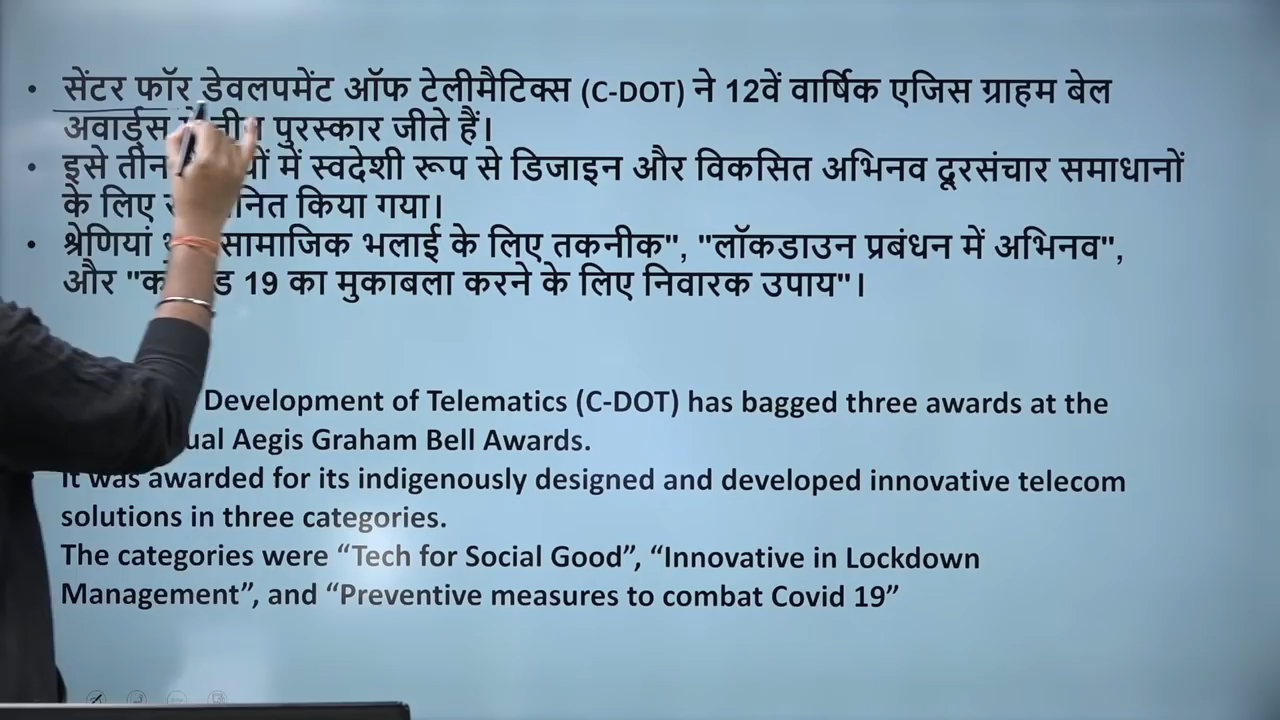 सेंटर फॉर डेवलपमेंट ऑफ टेलीमैटिक्स (C-DOT) ने 12वें वार्षिक एजिस ग्राहम बेल
अवार्ड्स पुरस्कार जीते हैं।
इसे तीन में स्वदेशी रूप से डिजाइन और विकसित अभिनव दूरसंचार समाधानों
के लिए किया गया।
श्रेणियां सामाजिक भलाई के लिए तकनीक", "लॉकडाउन प्रबंधन में अभिनव",
और 19 का मुकाबला करने के लिए निवारक उपाय"।
Development of Telematics (C-DOT) has bagged three awards at the
Aegis Graham Bell Awards.
It was awarded for its indigenously designed and developed innovative telecom
solutions in three categories.
The categories were “Tech for Social Good”, “Innovative in Lockdown
Management”, and “Preventive measures to combat Covid 19”